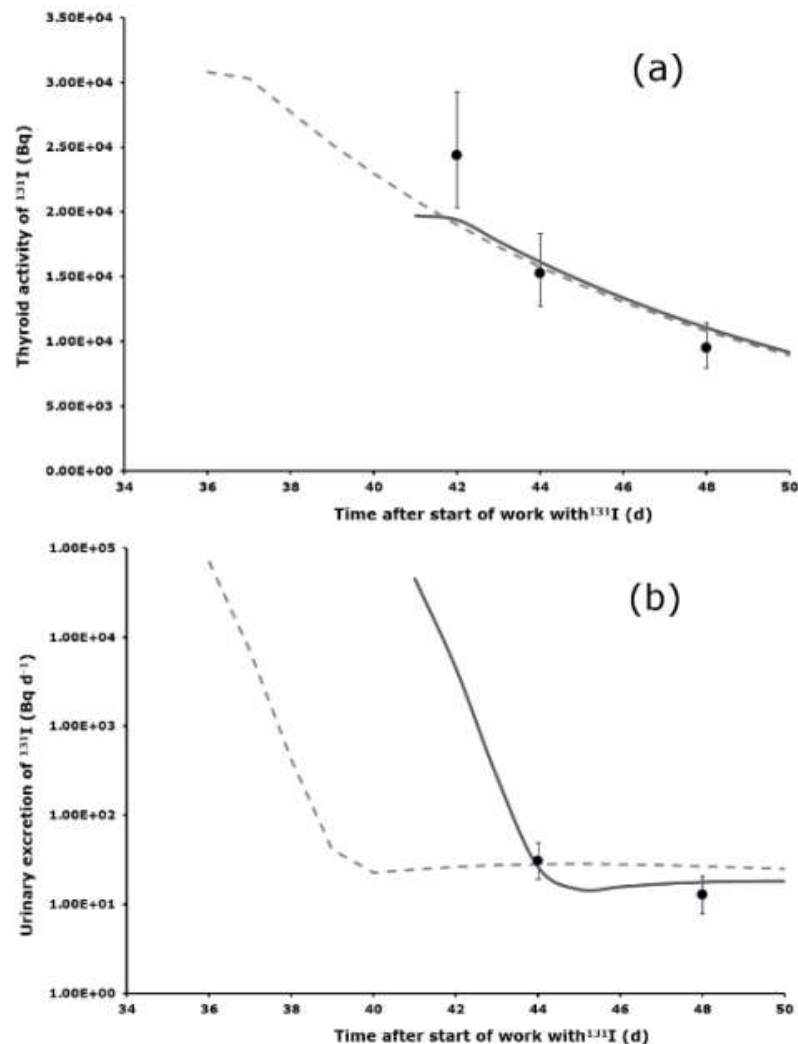 (a)
Thyroid activity of ¹³¹I (Bq)
3.50E+04
3.00E+04
2.50E+04
2.00E+04
1.50E+04
1.00E+04
5.00E+03
0.00E+00
34 36 38 40 42 44 46 48 50
Time after start of work with¹³¹I (d)
(b)
Urinary excretion of ¹³¹I (Bq d⁻¹)
1.00E+05
1.00E+04
1.00E+03
1.00E+02
1.00E+01
1.00E+00
34 36 38 40 42 44 46 48 50
Time after start of work with¹³¹I (d)